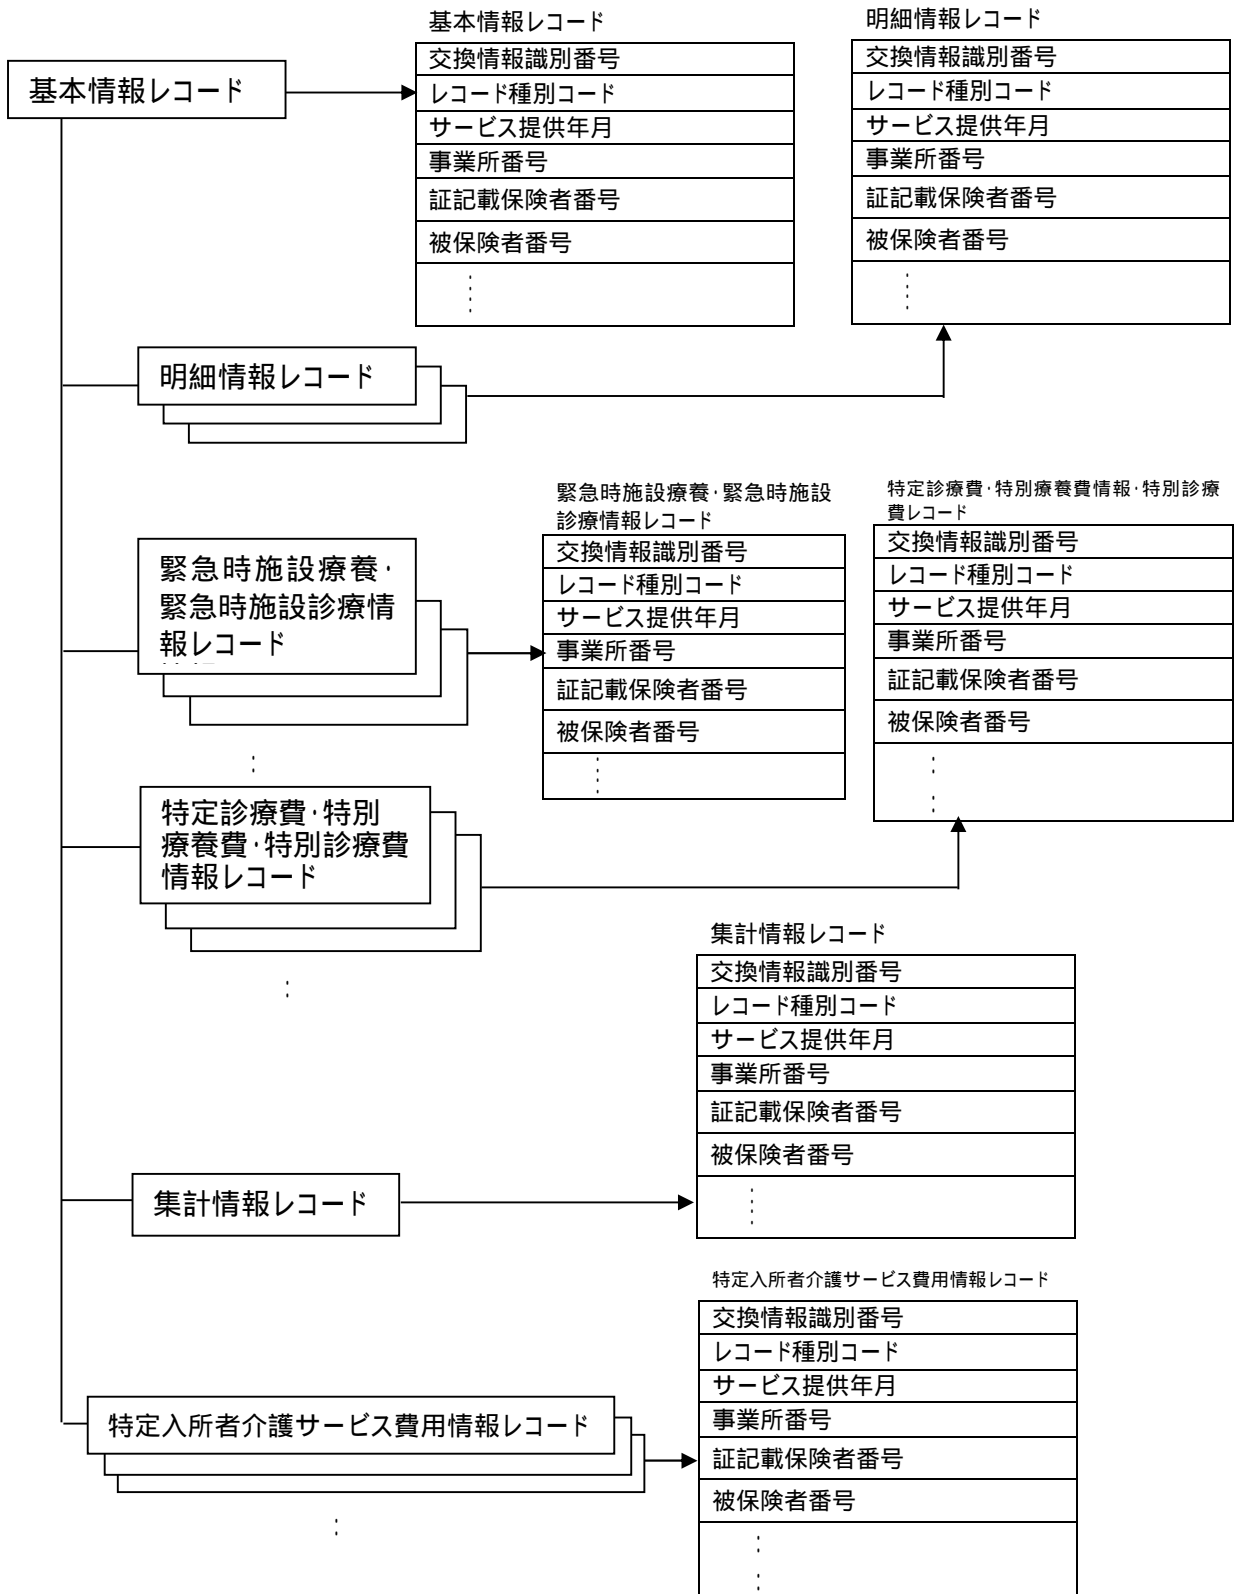 基本情報レコード
基本情報レコード
交換情報識別番号
レコード種別コード
サービス提供年月
事業所番号
証記載保険者番号
被保険者番号
明細情報レコード
交換情報識別番号
レコード種別コード
サービス提供年月
事業所番号
証記載保険者番号
被保険者番号
明細情報レコード
緊急時施設療養・
緊急時施設診療情
報レコード
緊急時施設療養・緊急時施設
診療情報レコード
交換情報識別番号
レコード種別コード
サービス提供年月
事業所番号
証記載保険者番号
被保険者番号
特定診療費・特別療養費情報・特別診療
費レコード
交換情報識別番号
レコード種別コード
サービス提供年月
事業所番号
証記載保険者番号
被保険者番号
特定診療費・特別
療養費・特別診療費
情報レコード
集計情報レコード
交換情報識別番号
レコード種別コード
サービス提供年月
事業所番号
証記載保険者番号
被保険者番号
集計情報レコード
特定入所者介護サービス費用情報レコード
交換情報識別番号
レコード種別コード
サービス提供年月
事業所番号
証記載保険者番号
被保険者番号
特定入所者介護サービス費用情報レコード